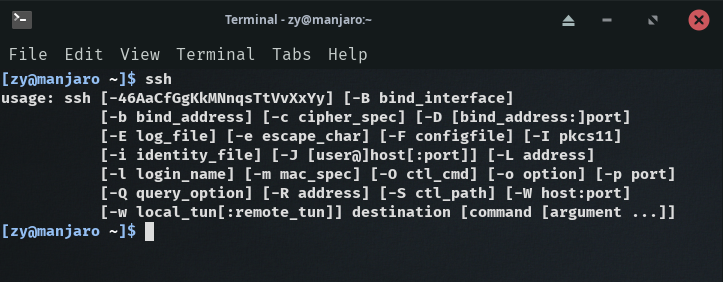 Terminal - zy@manjaro:~
File Edit View Terminal Tabs Help
[zy@manjaro ~]$ ssh
usage: ssh [-46AaCfGgKkMNnqsTtVvXxYy] [-B bind_interface]
           [-b bind_address] [-c cipher_spec] [-D [bind_address:]port]
           [-E log_file] [-e escape_char] [-F configfile] [-I pkcs11]
           [-i identity_file] [-J [user@]host[:port]] [-L address]
           [-l login_name] [-m mac_spec] [-O ctl_cmd] [-o option] [-p port]
           [-Q query_option] [-R address] [-S ctl_path] [-W host:port]
           [-w local_tun[:remote_tun]] destination [command [argument ...]]
[zy@manjaro ~]$